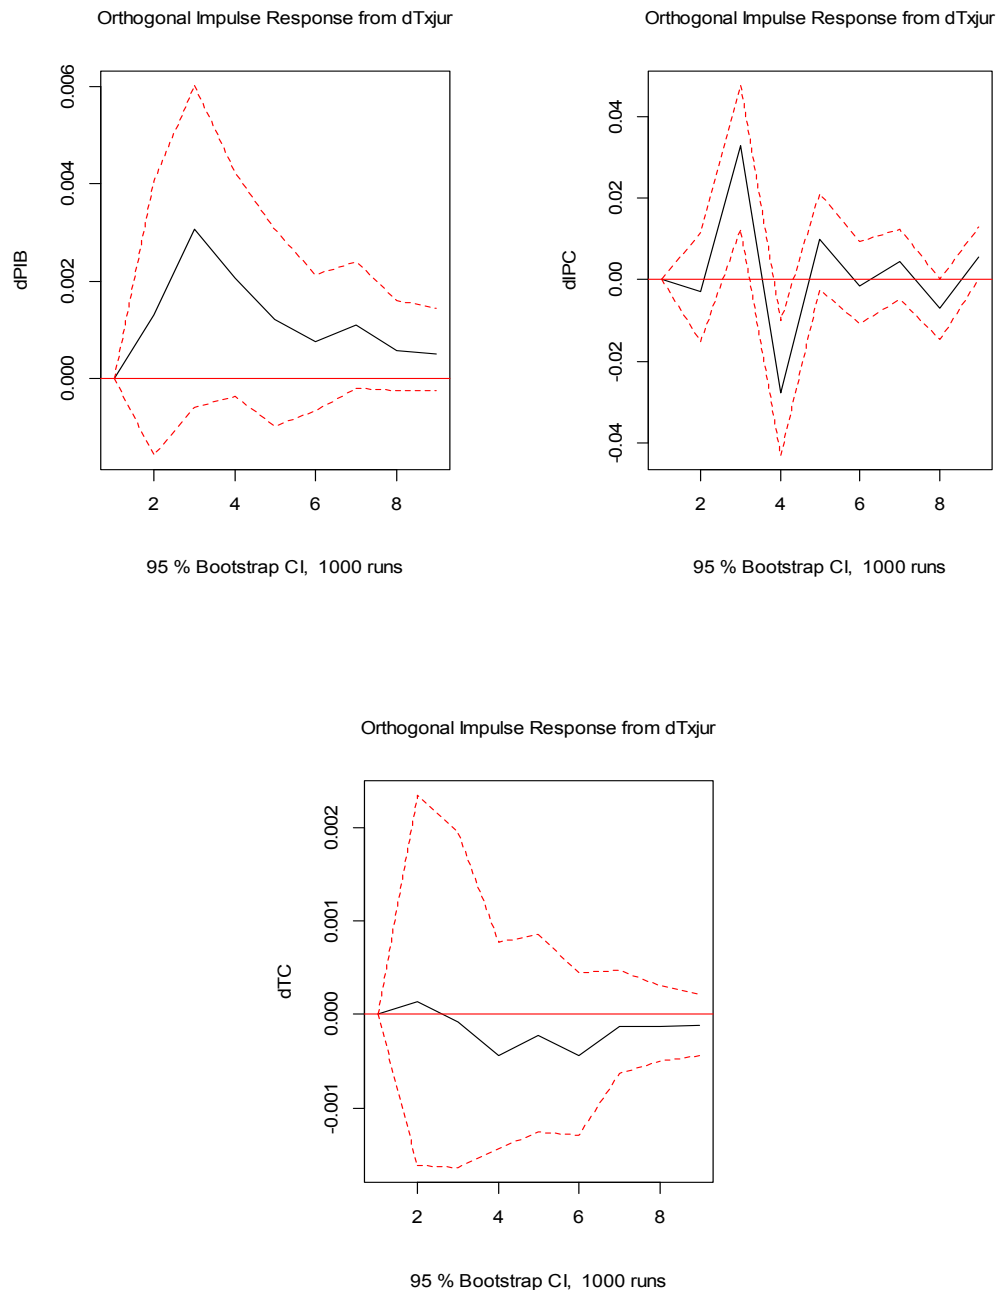 Orthogonal Impulse Response from dTxjur
dPIB
0.006
0.004
0.002
0.000
2 4 6 8
95 % Bootstrap CI, 1000 runs
Orthogonal Impulse Response from dTxjur
dIPC
0.04
0.02
0.00
-0.02
-0.04
2 4 6 8
95 % Bootstrap CI, 1000 runs
Orthogonal Impulse Response from dTxjur
dTC
0.002
0.001
0.000
-0.001
2 4 6 8
95 % Bootstrap CI, 1000 runs